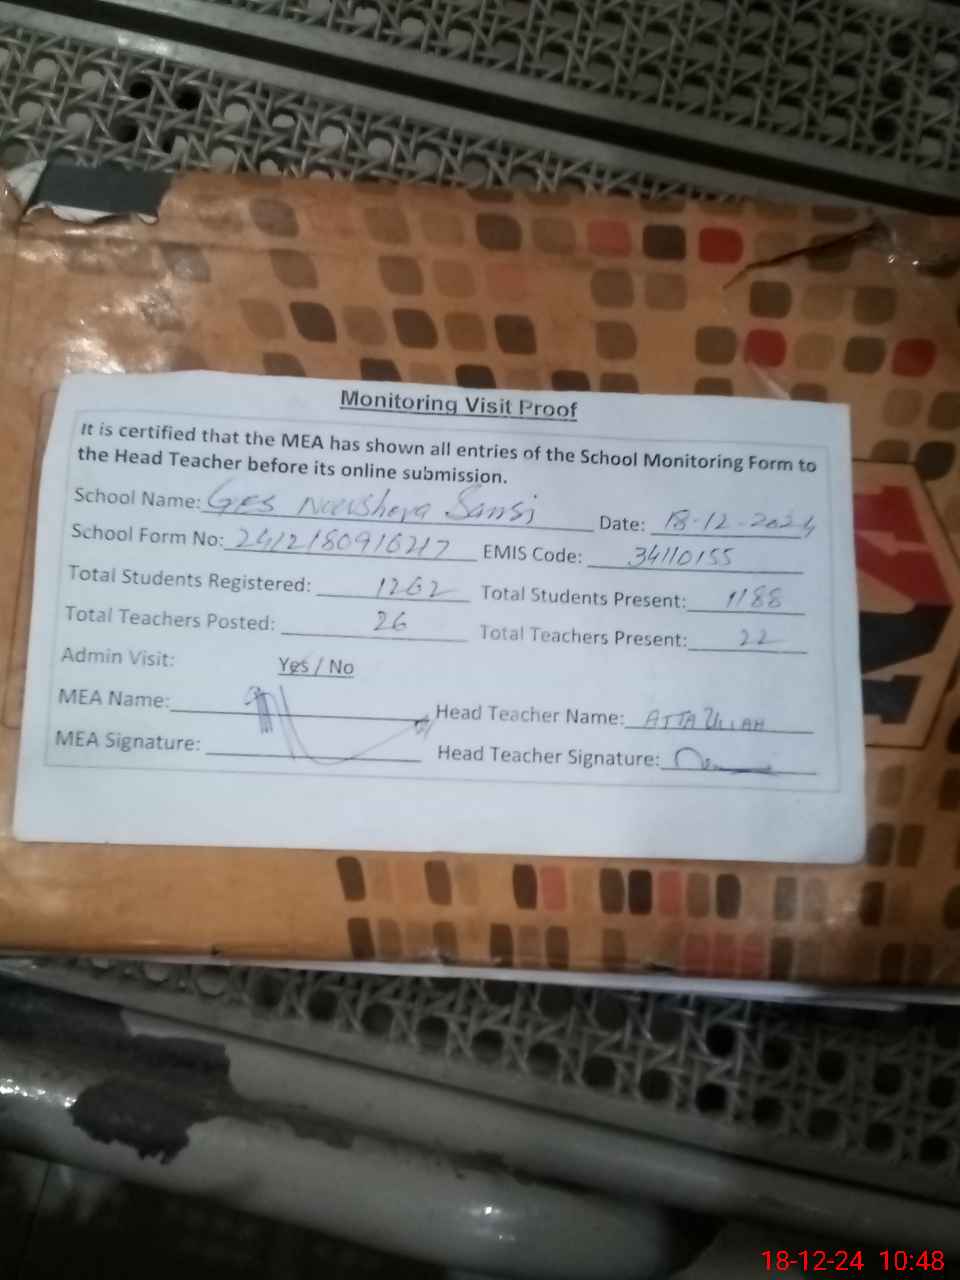 Monitoring Visit Proof
It is certified that the MEA has shown all entries of the School Monitoring Form to
the Head Teacher before its online submission.
School Name: GES Nowshera Sansi Date: 18-12-2024
School Form No: 2412180916217 EMIS Code: 34110155
Total Students Registered: 1262 Total Students Present: 1188
Total Teachers Posted: 26 Total Teachers Present: 22
Admin Visit: Yes / No
MEA Name: Head Teacher Name: ATTA ULLAH
MEA Signature: Head Teacher Signature:
18-12-24 10:48